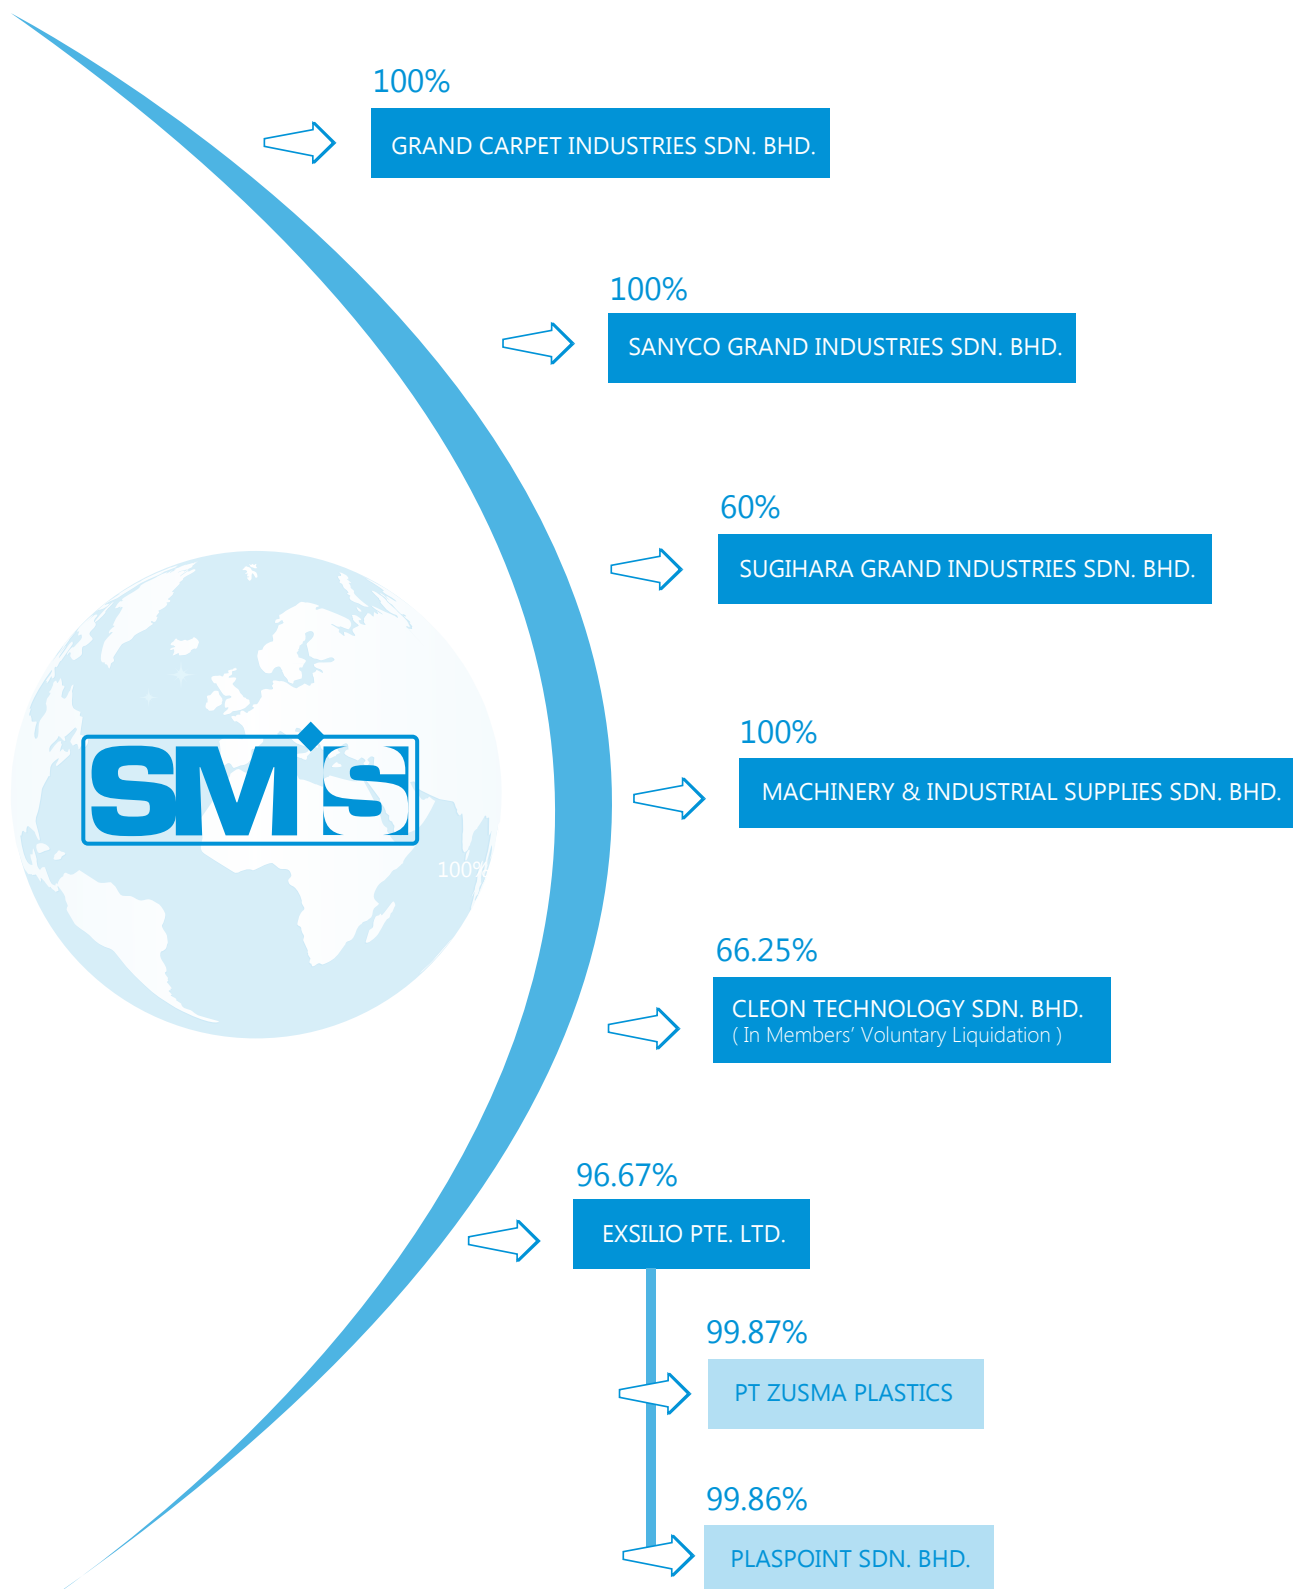 100%
GRAND CARPET INDUSTRIES SDN. BHD.
100%
SANYCO GRAND INDUSTRIES SDN. BHD.
60%
SUGIHARA GRAND INDUSTRIES SDN. BHD.
100%
MACHINERY & INDUSTRIAL SUPPLIES SDN. BHD.
SMIS
100%
66.25%
CLEON TECHNOLOGY SDN. BHD.
( In Members’ Voluntary Liquidation )
96.67%
EXSILIO PTE. LTD.
99.87%
PT ZUSMA PLASTICS
99.86%
PLASPOINT SDN. BHD.